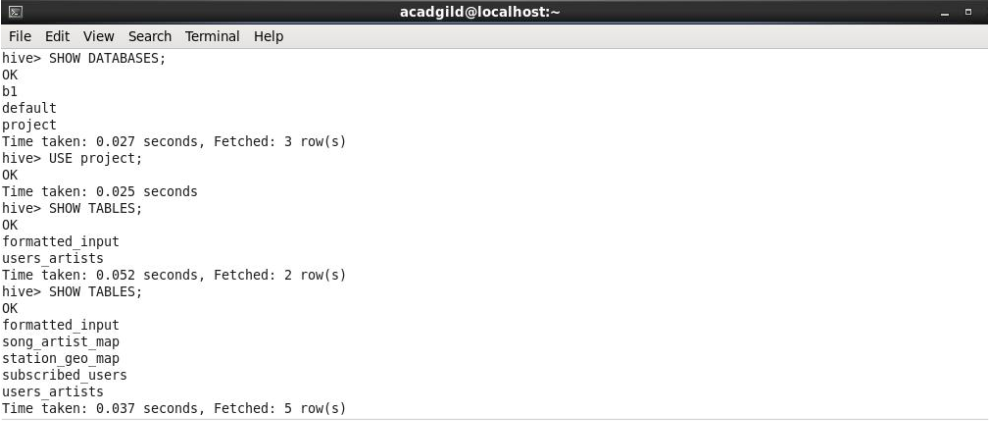 acadgild@localhost:~
File Edit View Search Terminal Help
hive> SHOW DATABASES;
OK
b1
default
project
Time taken: 0.027 seconds, Fetched: 3 row(s)
hive> USE project;
OK
Time taken: 0.025 seconds
hive> SHOW TABLES;
OK
formatted_input
users_artists
Time taken: 0.052 seconds, Fetched: 2 row(s)
hive> SHOW TABLES;
OK
formatted_input
song_artist_map
station_geo_map
subscribed_users
users_artists
Time taken: 0.037 seconds, Fetched: 5 row(s)